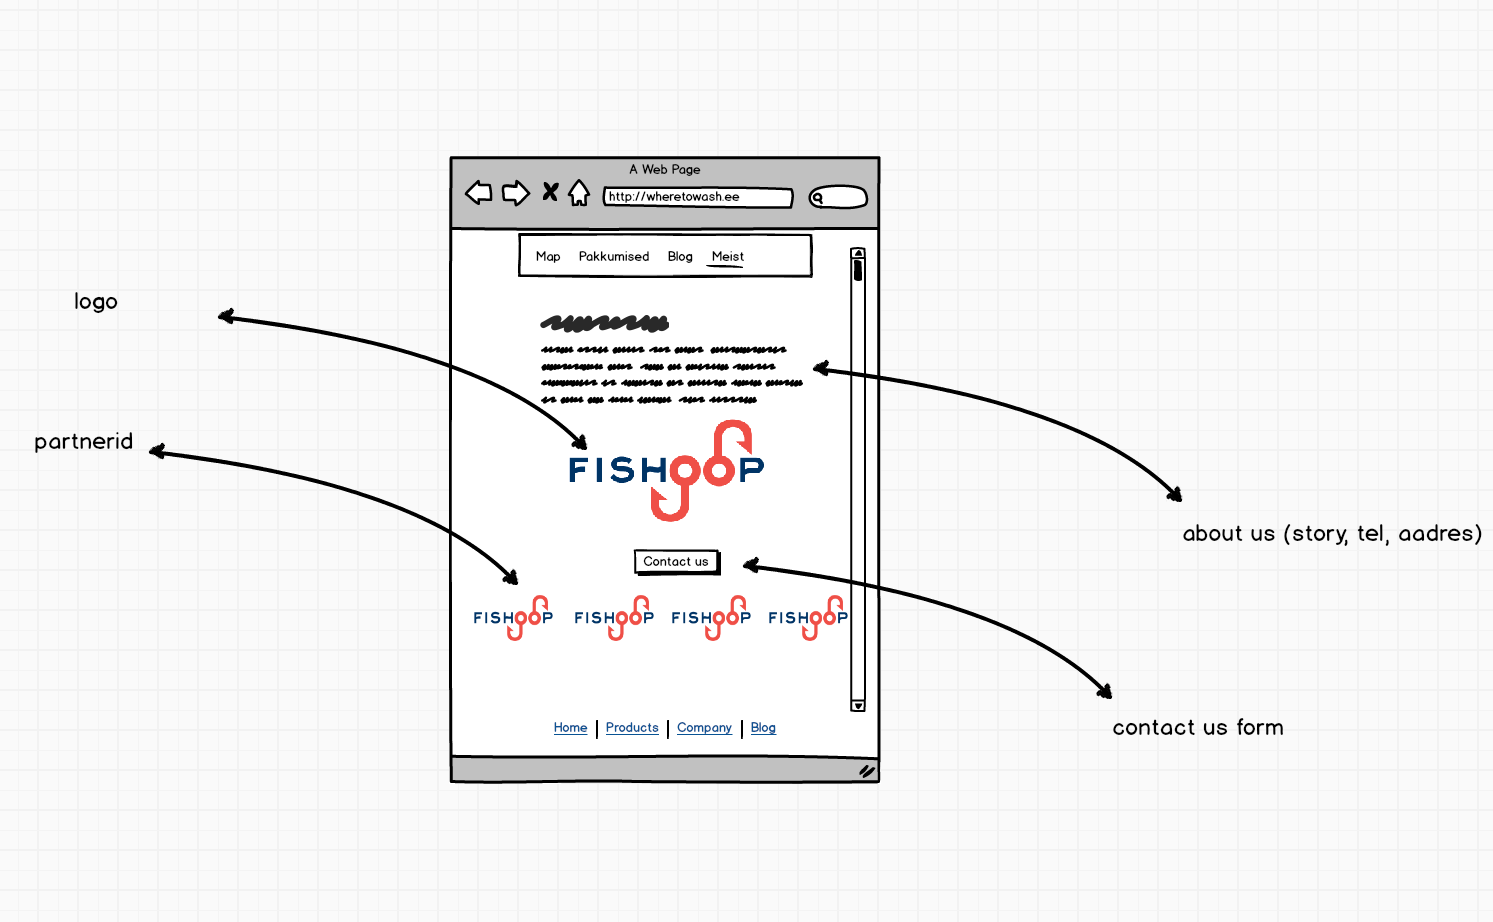 A Web Page
http://wheretowash.ee
Map Pakkumised Blog Meist
logo
partnerid
FISHOOP
about us (story, tel, aadres)
Contact us
FISHOOP FISHOOP FISHOOP FISHOOP
contact us form
Home | Products | Company | Blog